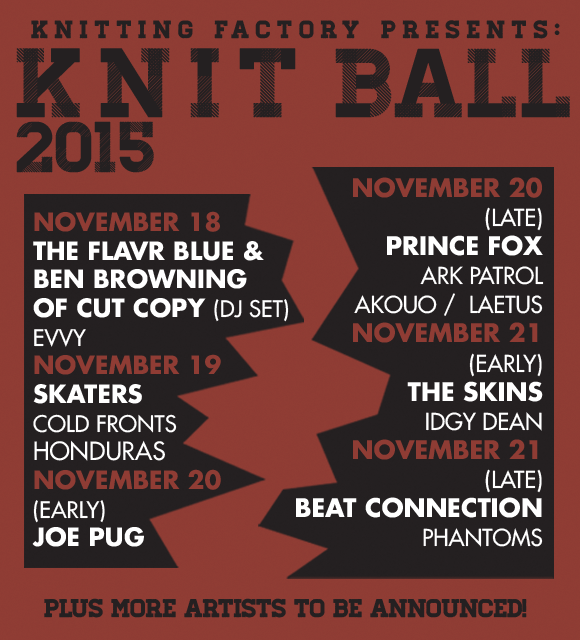 KNITTING FACTORY PRESENTS:
KNIT BALL
2015
NOVEMBER 18
THE FLAVR BLUE &
BEN BROWNING
OF CUT COPY (DJ SET)
EVVY
NOVEMBER 19
SKATERS
COLD FRONTS
HONDURAS
NOVEMBER 20
(EARLY)
JOE PUG
NOVEMBER 20
(LATE)
PRINCE FOX
ARK PATROL
AKOUO / LAETUS
NOVEMBER 21
(EARLY)
THE SKINS
IDGY DEAN
NOVEMBER 21
(LATE)
BEAT CONNECTION
PHANTOMS
PLUS MORE ARTISTS TO BE ANNOUNCED!